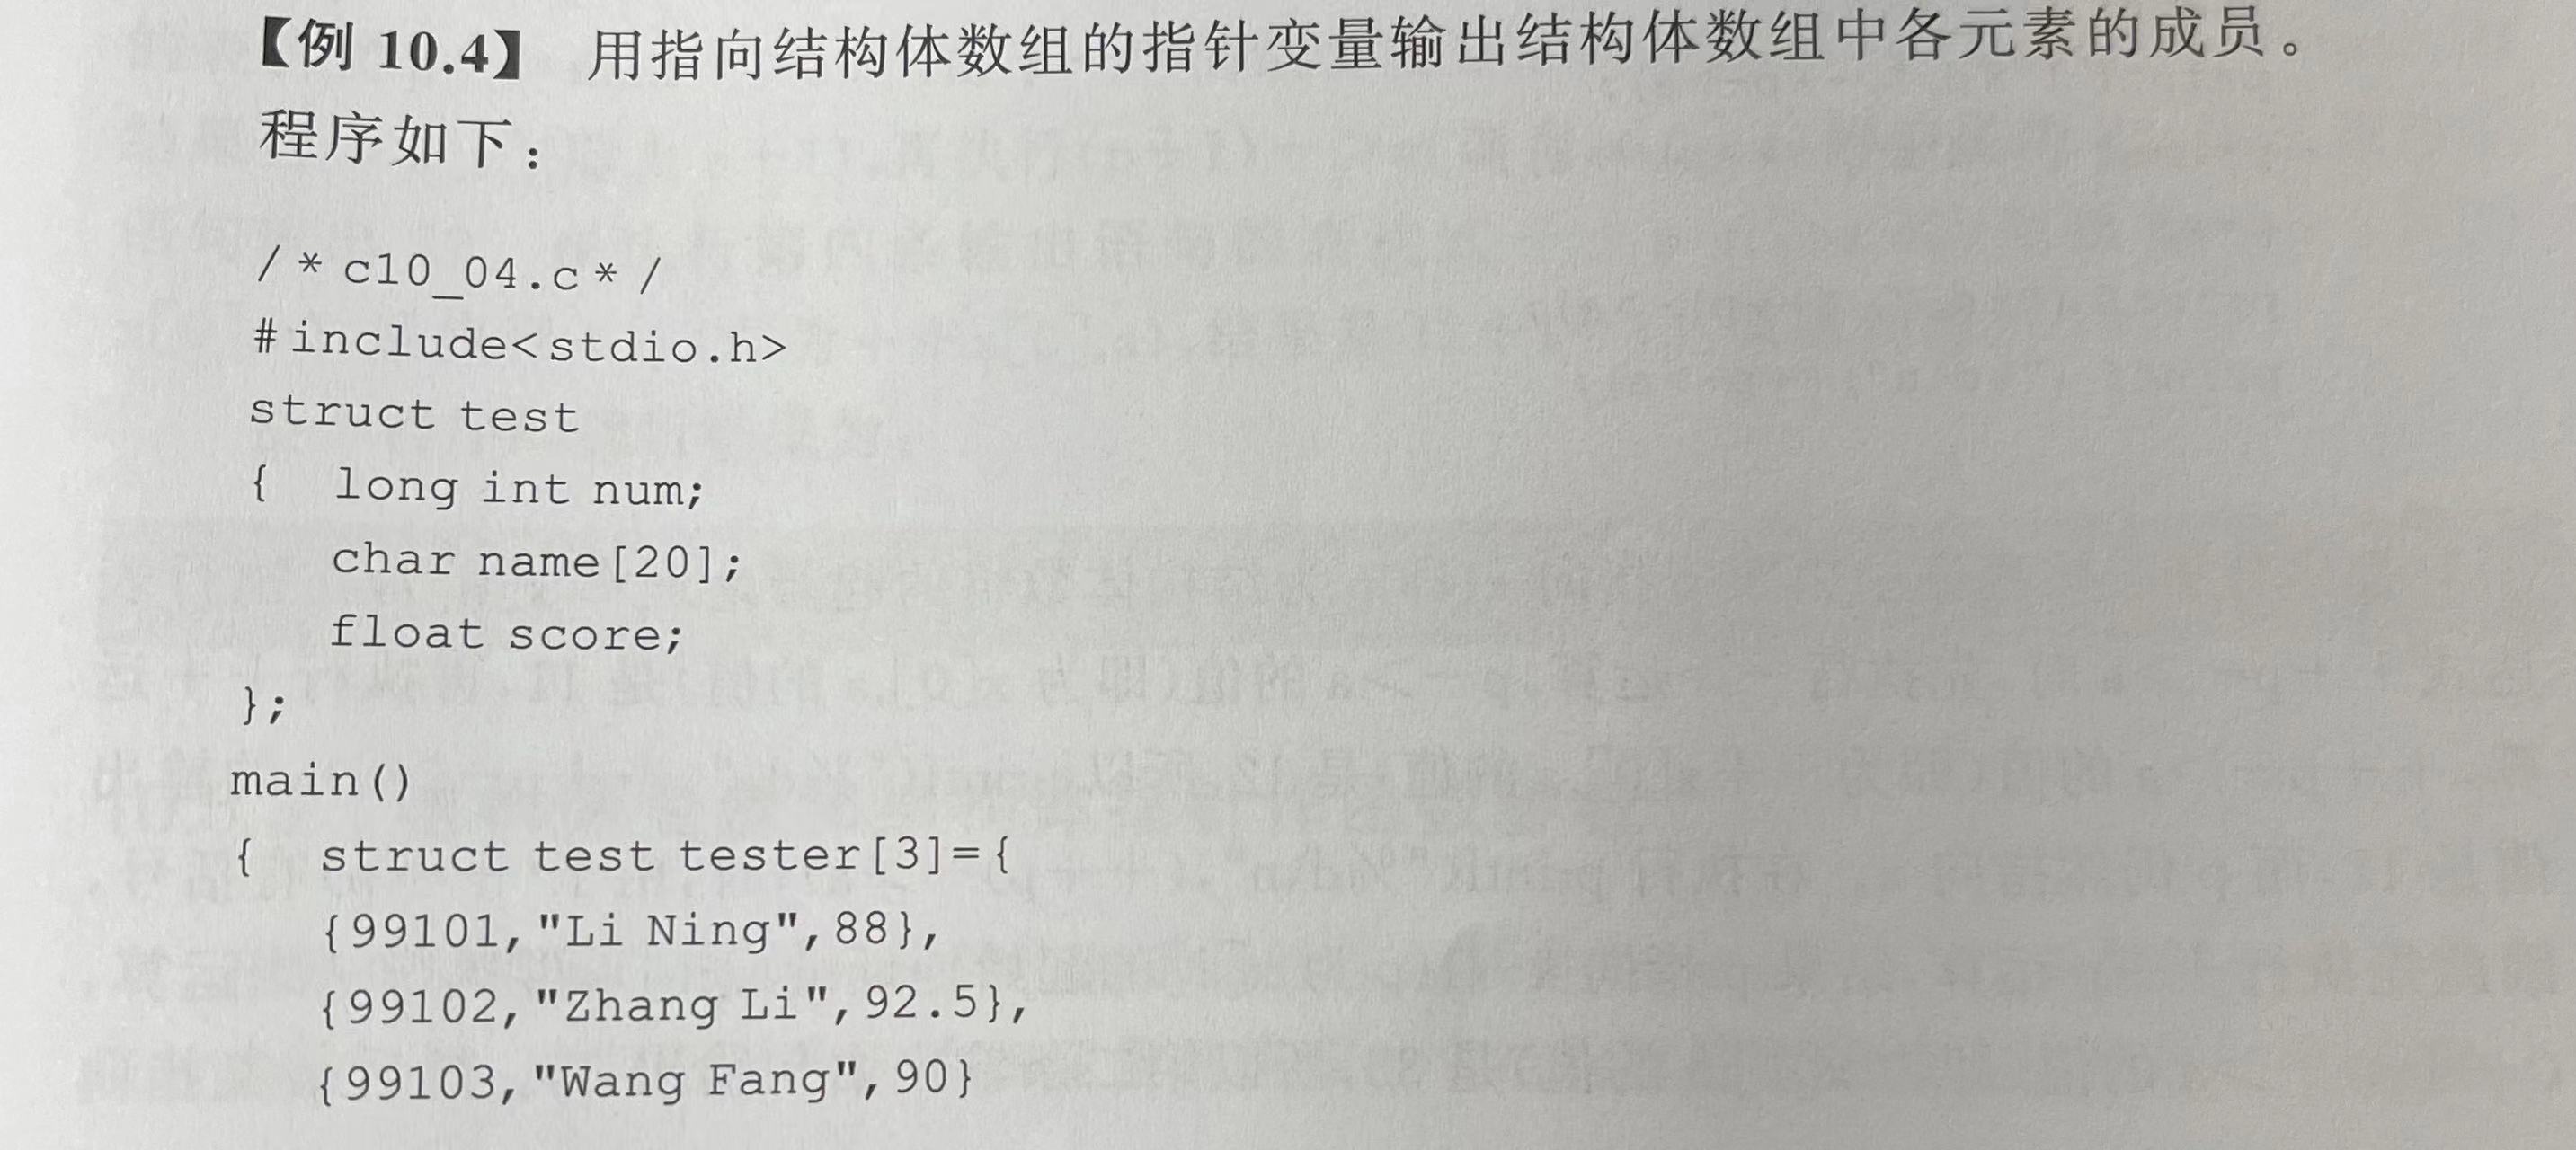 【例 10.4】 用指向结构体数组的指针变量输出结构体数组中各元素的成员。
程序如下：
/*c10_04.c*/
#include<stdio.h>
struct test
{ long int num;
char name[20];
float score;
};
main()
{ struct test tester[3]={
{99101,"Li Ning",88},
{99102,"Zhang Li",92.5},
{99103,"Wang Fang",90}